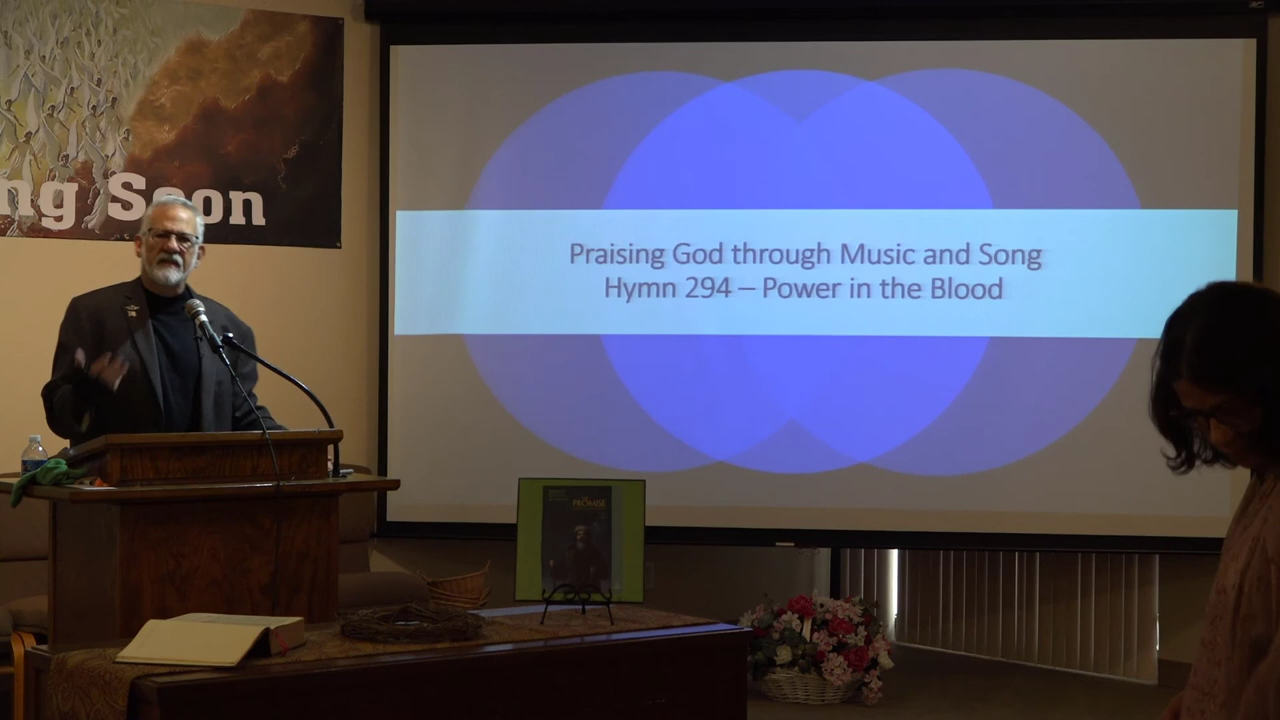 ng Soon
Praising God through Music and Song
Hymn 294 – Power in the Blood
PROMISE